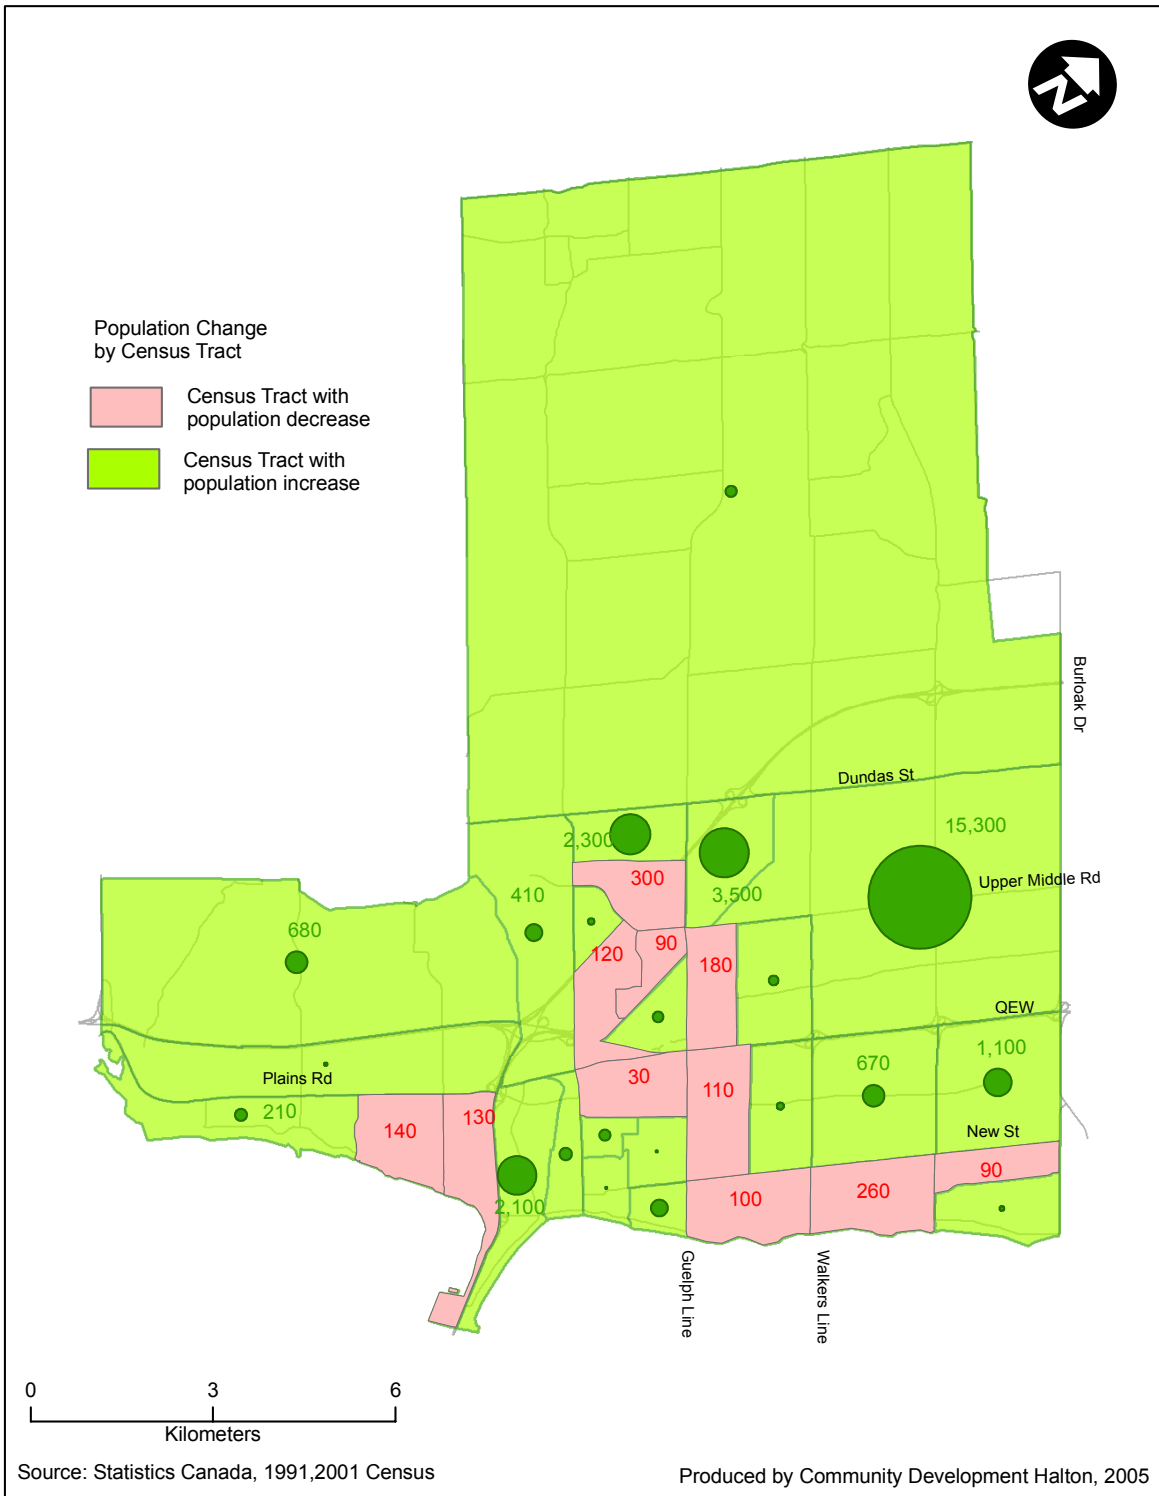 N
Population Change
by Census Tract
Census Tract with
population decrease
Census Tract with
population increase
Burloak Dr
Dundas St
15,300
2,300
Upper Middle Rd
300
410
3,500
680
90
120
180
QEW
1,100
670
Plains Rd
30
110
210
130
140
New St
90
260
100
2,100
Guelph Line
Walkers Line
0 3 6
Kilometers
Source: Statistics Canada, 1991,2001 Census
Produced by Community Development Halton, 2005